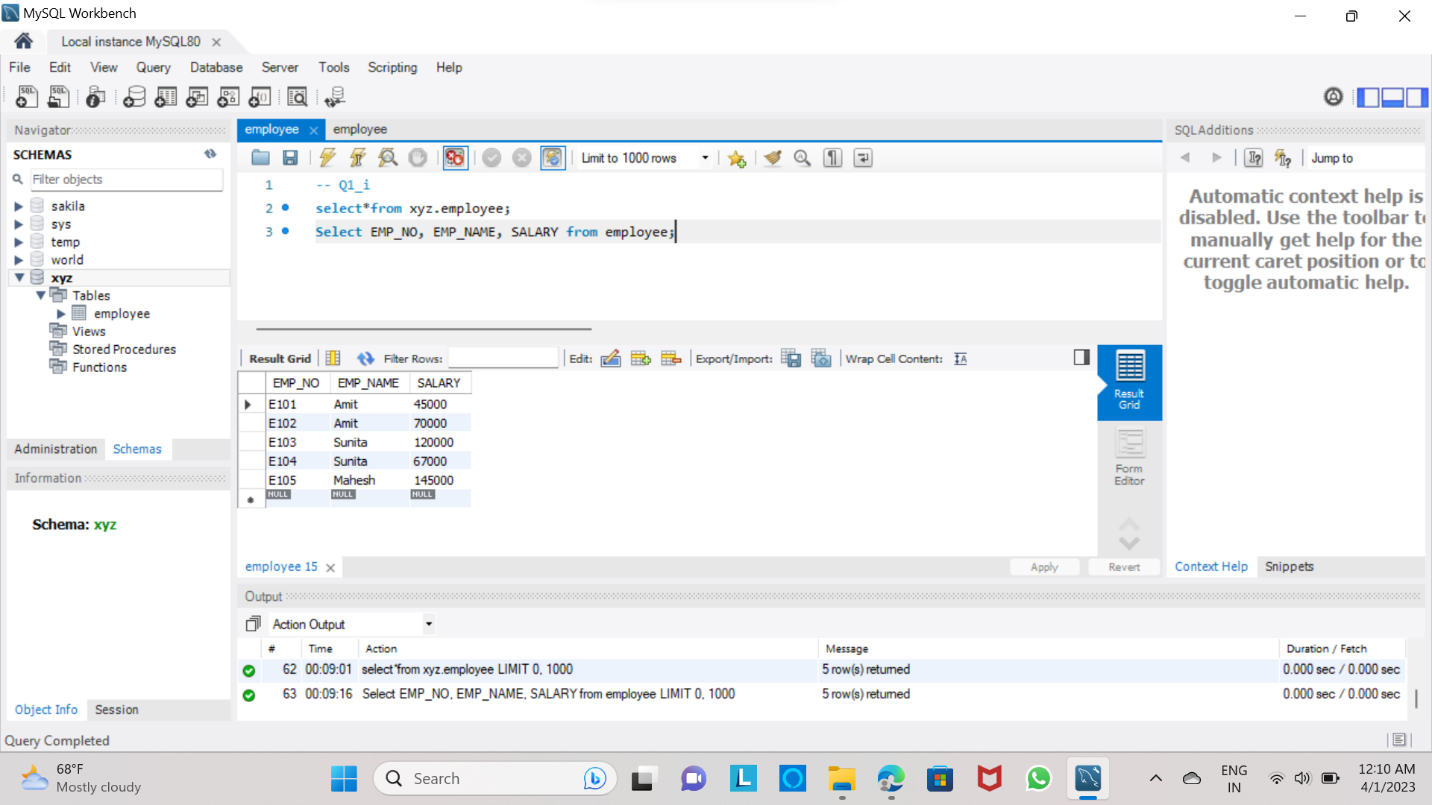 MySQL Workbench
Local instance MySQL80
File Edit View Query Database Server Tools Scripting Help
Navigator
SCHEMAS
Filter objects
sakila
sys
temp
world
xyz
Tables
employee
Views
Stored Procedures
Functions
Administration Schemas
Information
Schema: xyz
Object Info Session
employee employee
Limit to 1000 rows
1 -- Q1_i
2 select*from xyz.employee;
3 Select EMP_NO, EMP_NAME, SALARY from employee;
Result Grid Filter Rows: Edit: Export/Import: Wrap Cell Content:
EMP_NO EMP_NAME SALARY
E101 Amit 45000
E102 Amit 70000
E103 Sunita 120000
E104 Sunita 67000
E105 Mahesh 145000
NULL NULL NULL
Result
Grid
Form
Editor
employee 15 Apply Revert
SQLAdditions
Jump to
Automatic context help is
disabled. Use the toolbar to
manually get help for the
current caret position or to
toggle automatic help.
Context Help Snippets
Output
Action Output
# Time Action Message Duration / Fetch
62 00:09:01 select*from xyz.employee LIMIT 0, 1000 5 row(s) returned 0.000 sec / 0.000 sec
63 00:09:16 Select EMP_NO, EMP_NAME, SALARY from employee LIMIT 0, 1000 5 row(s) returned 0.000 sec / 0.000 sec
Query Completed
68°F
Mostly cloudy
Search
ENG
IN
12:10 AM
4/1/2023